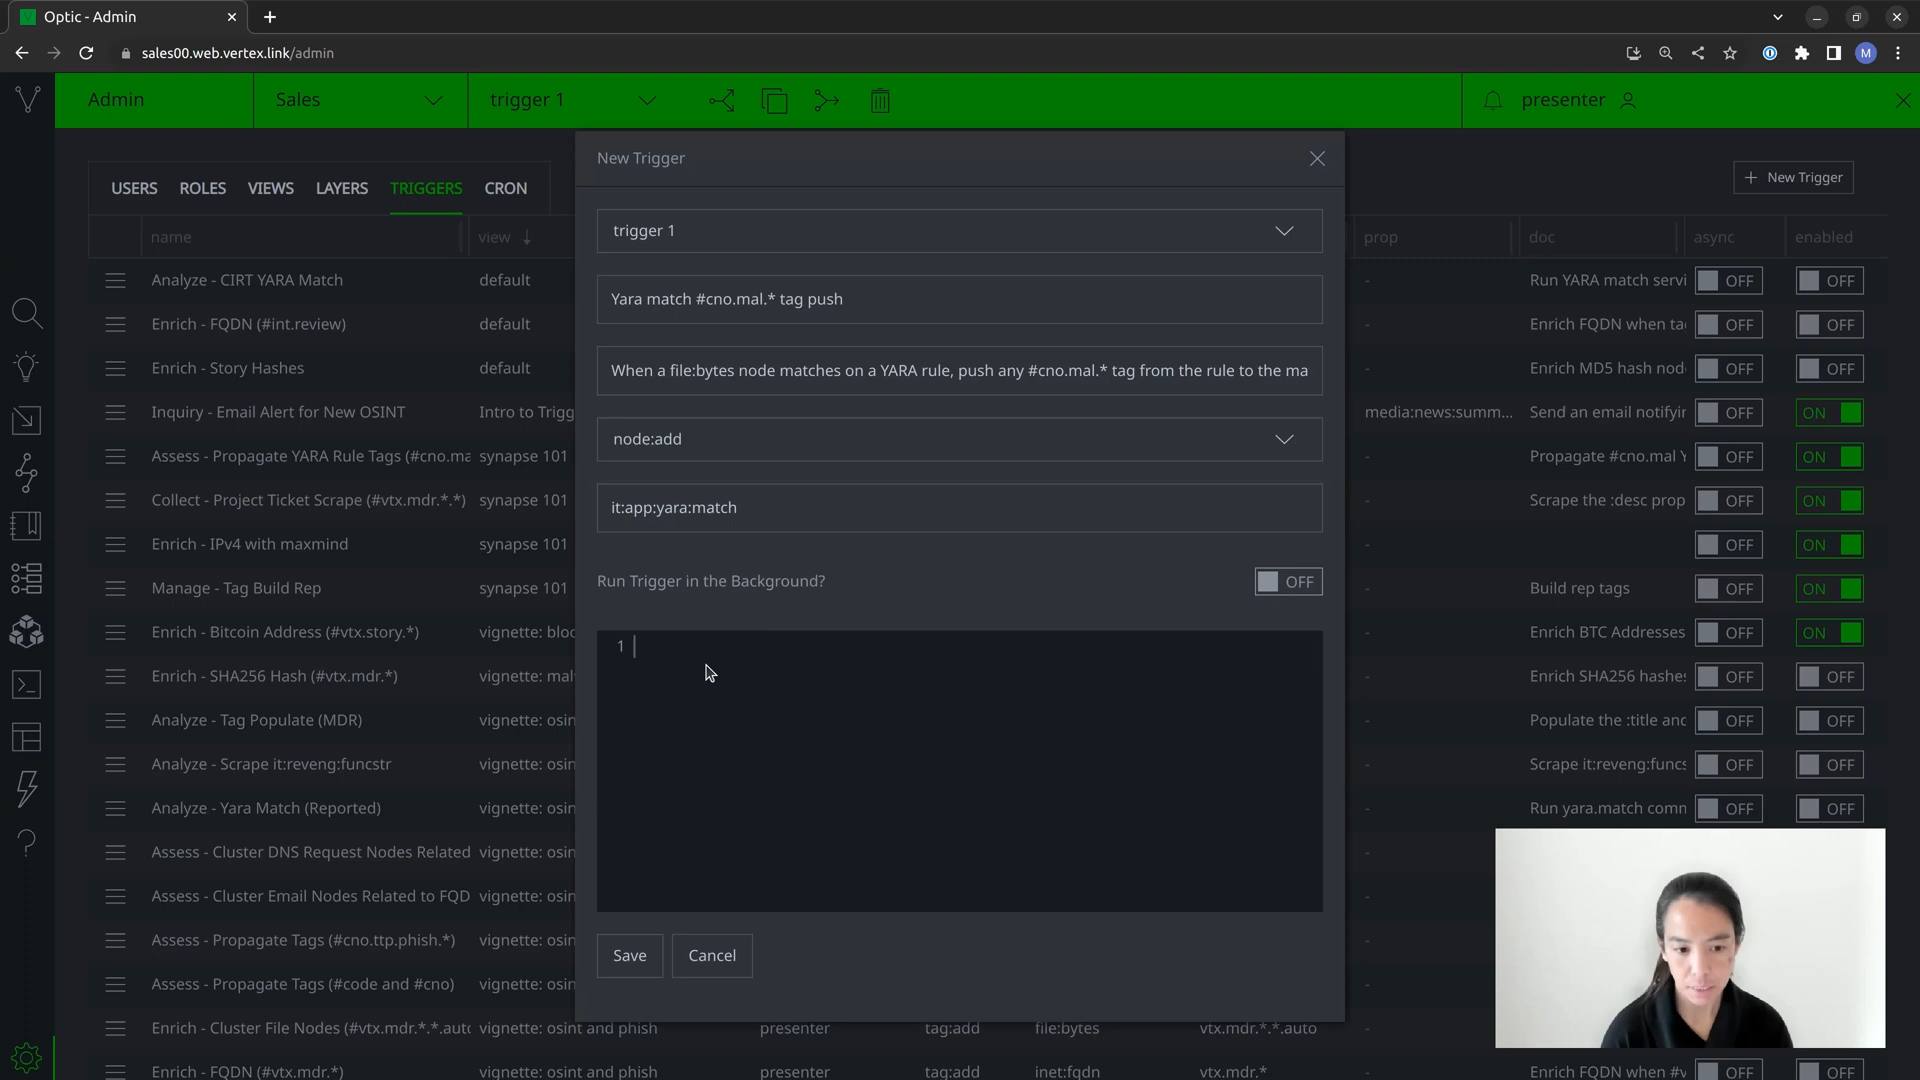 Optic - Admin
sales00.web.vertex.link/admin
M
Admin
Sales
trigger 1
presenter
New Trigger
USERS ROLES VIEWS LAYERS TRIGGERS CRON
New Trigger
name view prop doc async enabled
trigger 1
Analyze - CIRT YARA Match default - Run YARA match servi OFF OFF
Yara match #cno.mal.* tag push
Enrich - FQDN (#int.review) default - Enrich FQDN when ta OFF OFF
Enrich - Story Hashes default - Enrich MD5 hash nod OFF OFF
When a file:bytes node matches on a YARA rule, push any #cno.mal.* tag from the rule to the ma
Inquiry - Email Alert for New OSINT Intro to Trigg media:news:summ... Send an email notifyin OFF ON
node:add
Assess - Propagate YARA Rule Tags (#cno.ma synapse 101 - Propagate #cno.mal Y OFF ON
Collect - Project Ticket Scrape (#vtx.mdr.*.*) synapse 101 - Scrape the :desc prop OFF ON
it:app:yara:match
Enrich - IPv4 with maxmind synapse 101 - OFF ON
Run Trigger in the Background? OFF
Manage - Tag Build Rep synapse 101 - Build rep tags OFF ON
Enrich - Bitcoin Address (#vtx.story.*) vignette: bloc - Enrich BTC Addresses OFF ON
1
Enrich - SHA256 Hash (#vtx.mdr.*) vignette: mal - Enrich SHA256 hashes OFF OFF
Analyze - Tag Populate (MDR) vignette: osin - Populate the :title and OFF OFF
Analyze - Scrape it:reveng:funcstr vignette: osin - Scrape it:reveng:funcs OFF OFF
Analyze - Yara Match (Reported) vignette: osin - Run yara.match comn OFF OFF
Assess - Cluster DNS Request Nodes Related vignette: osin -
Assess - Cluster Email Nodes Related to FQD vignette: osin -
Assess - Propagate Tags (#cno.ttp.phish.*) vignette: osin -
Save Cancel
Assess - Propagate Tags (#code and #cno) vignette: osin -
Enrich - Cluster File Nodes (#vtx.mdr.*.*.auto vignette: osint and phish presenter tag:add file:bytes vtx.mdr.*.*.auto -
Enrich - FQDN (#vtx.mdr.*) vignette: osint and phish presenter tag:add inet:fqdn vtx.mdr.* - Enrich FQDN when #v OFF OFF